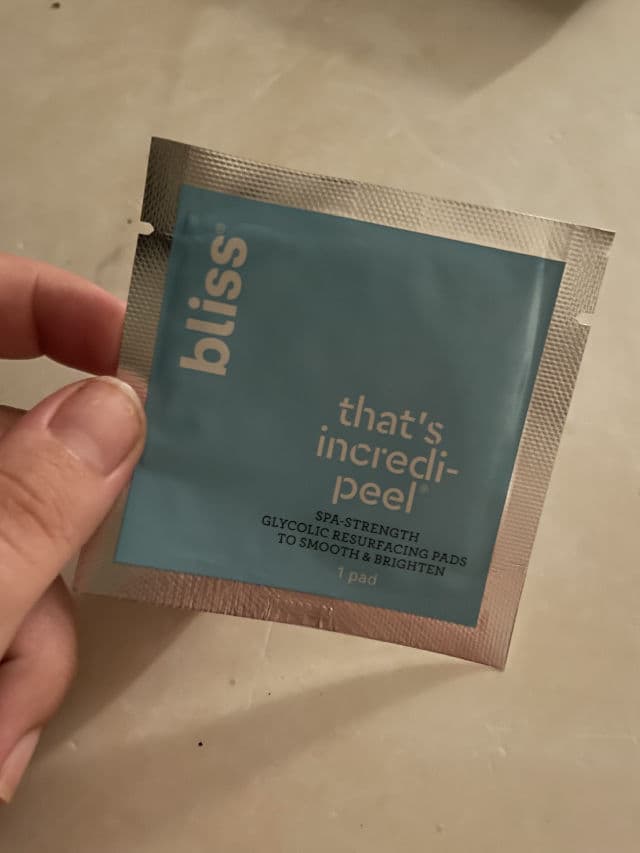 bliss®
that's
incredi-
peel®
SPA-STRENGTH
GLYCOLIC RESURFACING PADS
TO SMOOTH & BRIGHTEN
1 pad